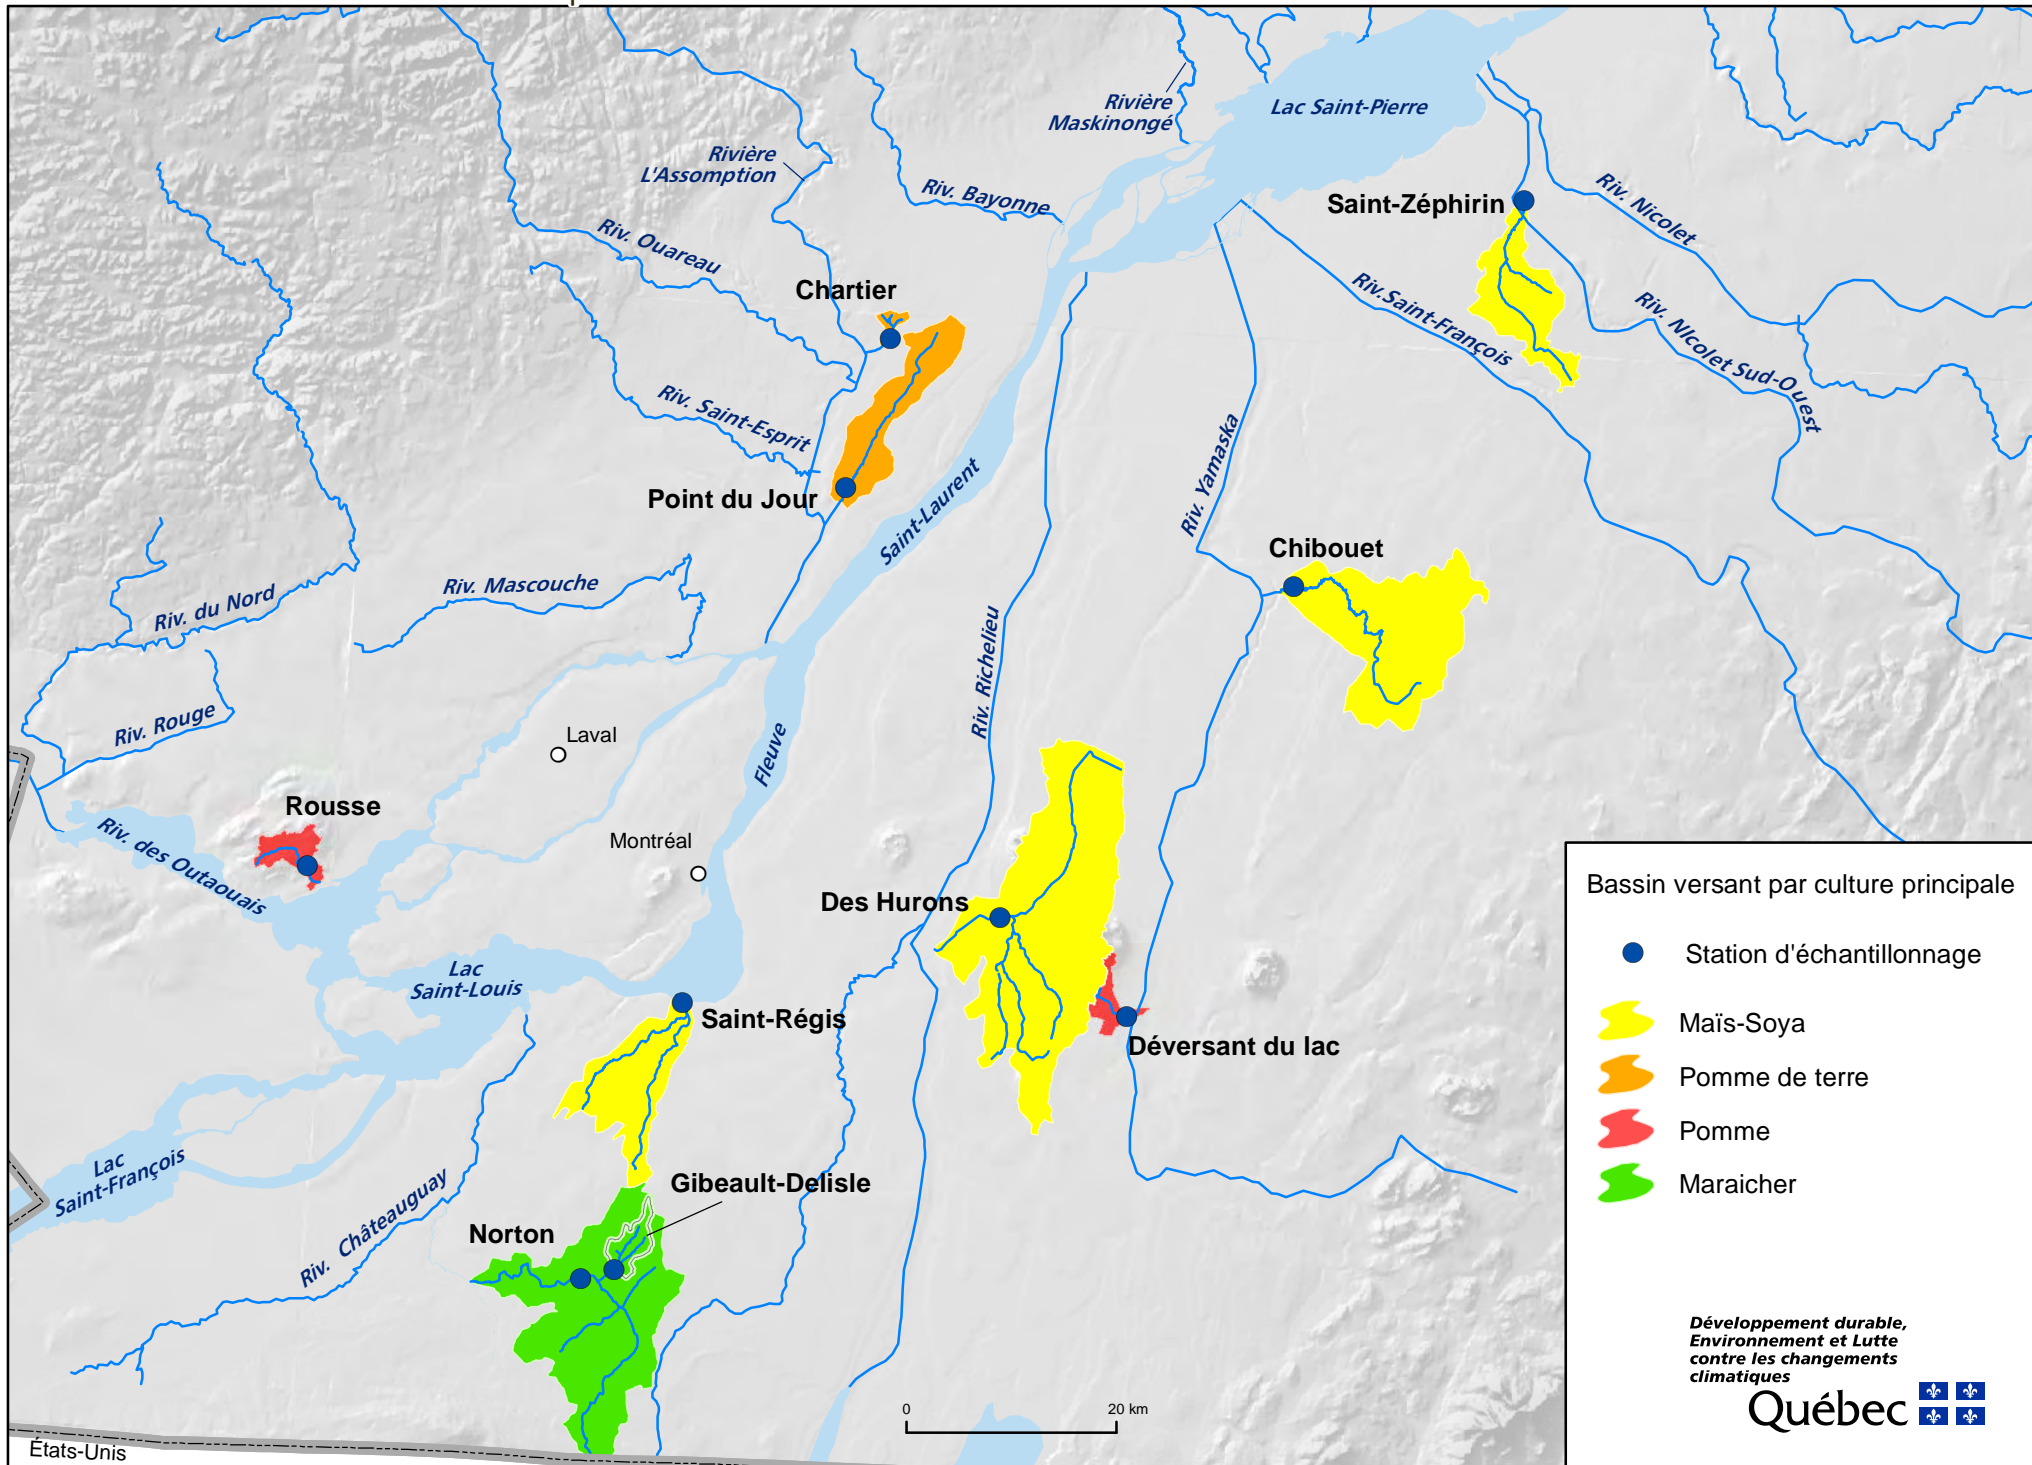 Rivière
Maskinongé
Lac Saint-Pierre
Rivière
L'Assomption
Riv. Bayonne
Saint-Zéphirin
Riv. Nicolet
Riv. Ouareau
Chartier
Riv.Saint-François
Riv. NIcolet Sud-Ouest
Riv. Saint-Esprit
Point du Jour
Saint-Laurent
Riv. Yamaska
Chibouet
Riv. Mascouche
Riv. du Nord
Riv. Richelieu
Riv. Rouge
Laval
Fleuve
Rousse
Riv. des Outaouais
Montréal
Des Hurons
Lac
Saint-Louis
Saint-Régis
Déversant du lac
Lac
Saint-François
Riv. Châteauguay
Gibeault-Delisle
Norton
0 20 km
États-Unis
Bassin versant par culture principale
Station d'échantillonnage
Maïs-Soya
Pomme de terre
Pomme
Maraicher
Développement durable,
Environnement et Lutte
contre les changements
climatiques
Québec